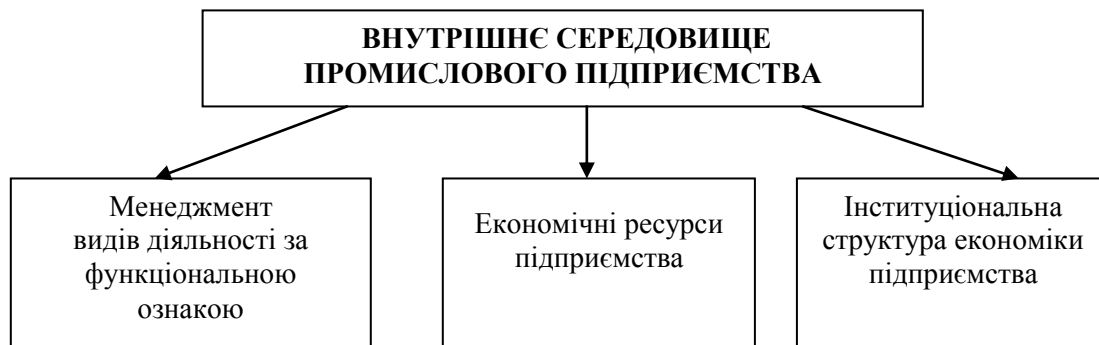 ВНУТРІШНЄ СЕРЕДОВИЩЕ
ПРОМИСЛОВОГО ПІДПРИЄМСТВА
Менеджмент
видів діяльності за
функціональною
ознакою
Економічні ресурси
підприємства
Інституціональна
структура економіки
підприємства